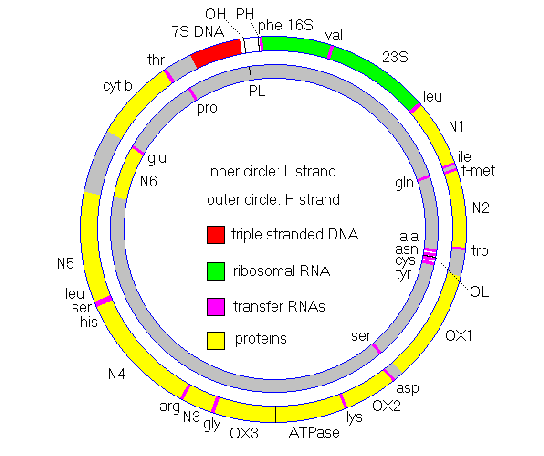 OH PH
7S DNA
phe 16S
val
23S
leu
N1
ile
f-met
N2
trp
OL
OX1
asp
OX2
lys
ATPase
OX3
gly
N3
arg
N4
his
ser
leu
N5
cyt b
thr
PL
pro
glu
N6
gln
ala
asn
cys
tyr
ser
inner circle: L strand
outer circle: H strand
triple stranded DNA
ribosomal RNA
transfer RNAs
proteins